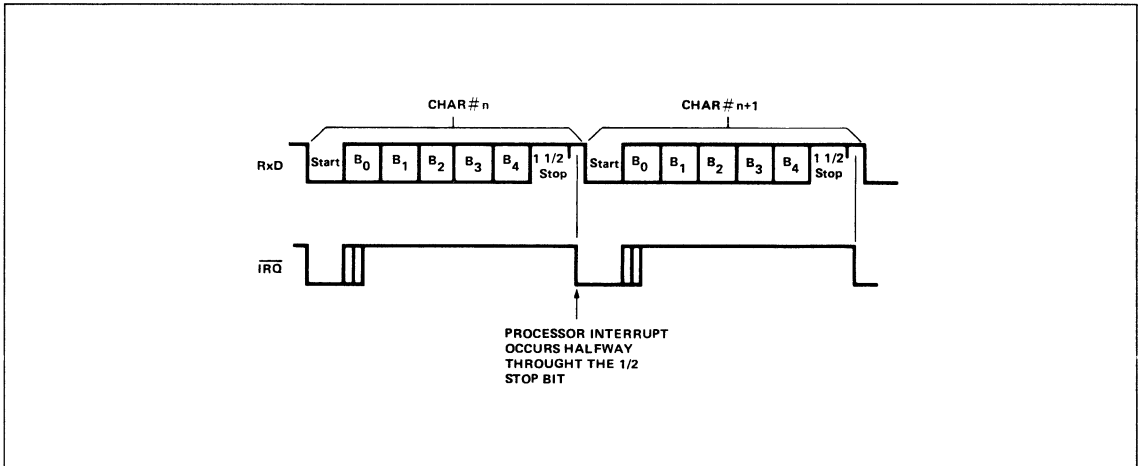 CHAR # n CHAR # n+1
RxD Start B0 B1 B2 B3 B4 1 1/2 Stop Start B0 B1 B2 B3 B4 1 1/2 Stop
IRQ
PROCESSOR INTERRUPT
OCCURS HALFWAY
THROUGHT THE 1/2
STOP BIT